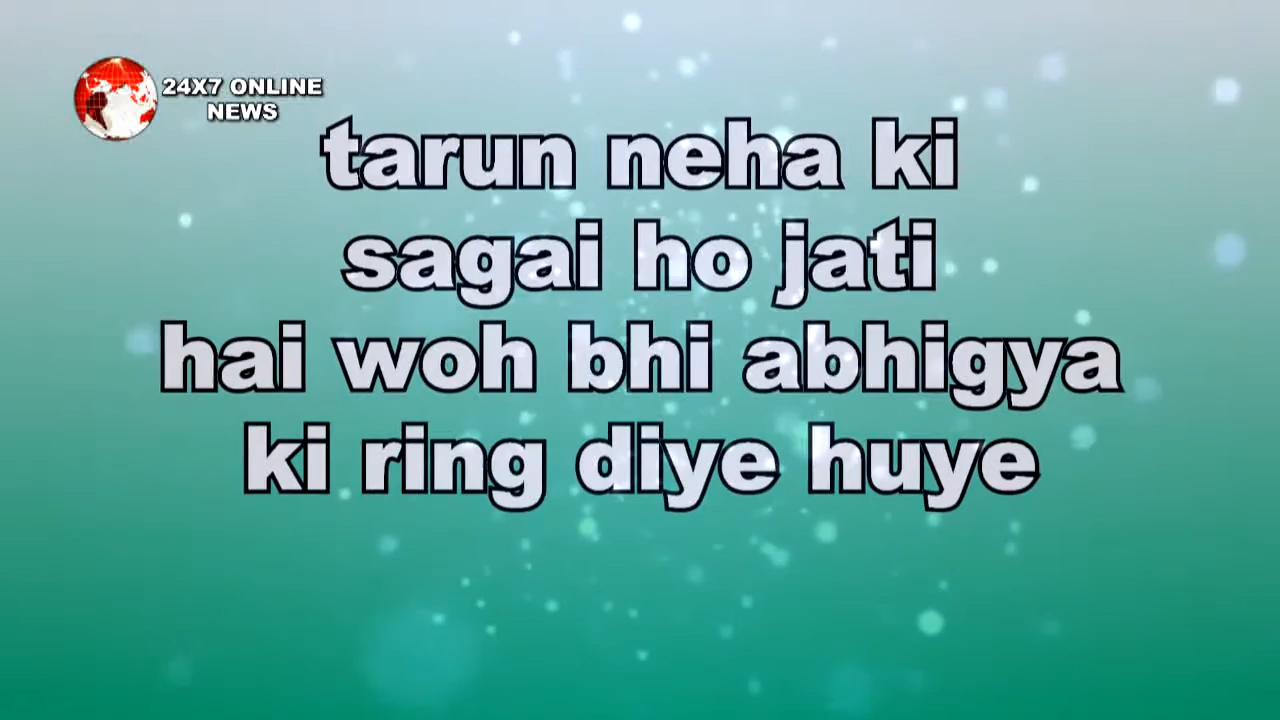 24X7 ONLINE
NEWS
tarun neha ki
sagai ho jati
hai woh bhi abhigya
ki ring diye huye